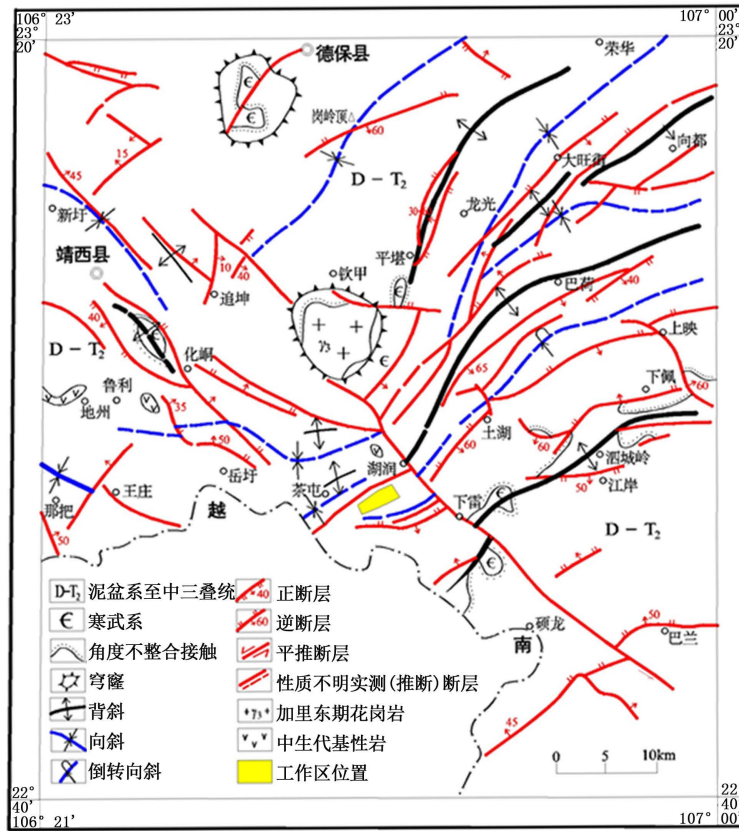 106° 23'
107° 00'
23°
20'
23°
20'
德保县
荣华
岗岭顶△
60
D-T₂
Є
Є
大旺街
向都
15
45
新圩
靖西县
龙光
30
平堪
钦甲
10
40
追坤
Є
巴荷
40
γ₃
Є
上映
40
Є
D-T₂
化峒
鲁利
地州
35
65
下佩
60
50
土湖
60
60
湖润
泗城岭
岳圩
茶屯
50
江岸
王庄
那把
越
下雷
Є
D-T₂
50
Є
硕龙
南
50
巴兰
45
D-T₂ 泥盆系至中三叠统
Є 寒武系
角度不整合接触
穹窿
背斜
向斜
倒转向斜
40 正断层
60 逆断层
平推断层
性质不明实测(推断)断层
+γ₃+ 加里东期花岗岩
中生代基性岩
工作区位置
0 5 10km
22°
40'
106° 21'
22°
40'
107° 00'